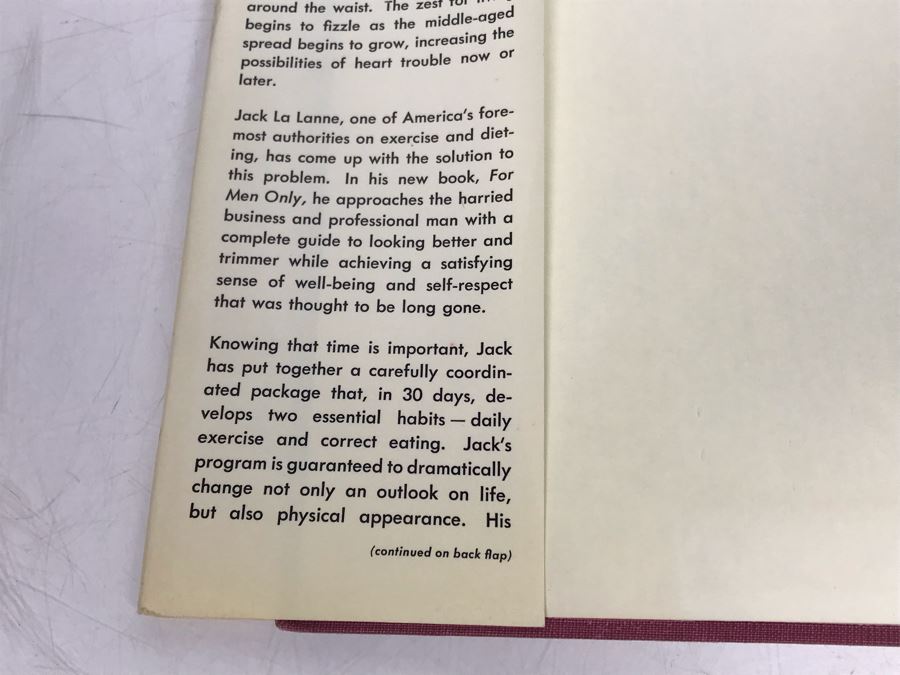 around the waist. The zest for
begins to fizzle as the middle-aged
spread begins to grow, increasing the
possibilities of heart trouble now or
later.
Jack La Lanne, one of America's fore-
most authorities on exercise and diet-
ing, has come up with the solution to
this problem. In his new book, For
Men Only, he approaches the harried
business and professional man with a
complete guide to looking better and
trimmer while achieving a satisfying
sense of well-being and self-respect
that was thought to be long gone.
Knowing that time is important, Jack
has put together a carefully coordin-
ated package that, in 30 days, de-
velops two essential habits — daily
exercise and correct eating. Jack's
program is guaranteed to dramatically
change not only an outlook on life,
but also physical appearance. His
(continued on back flap)